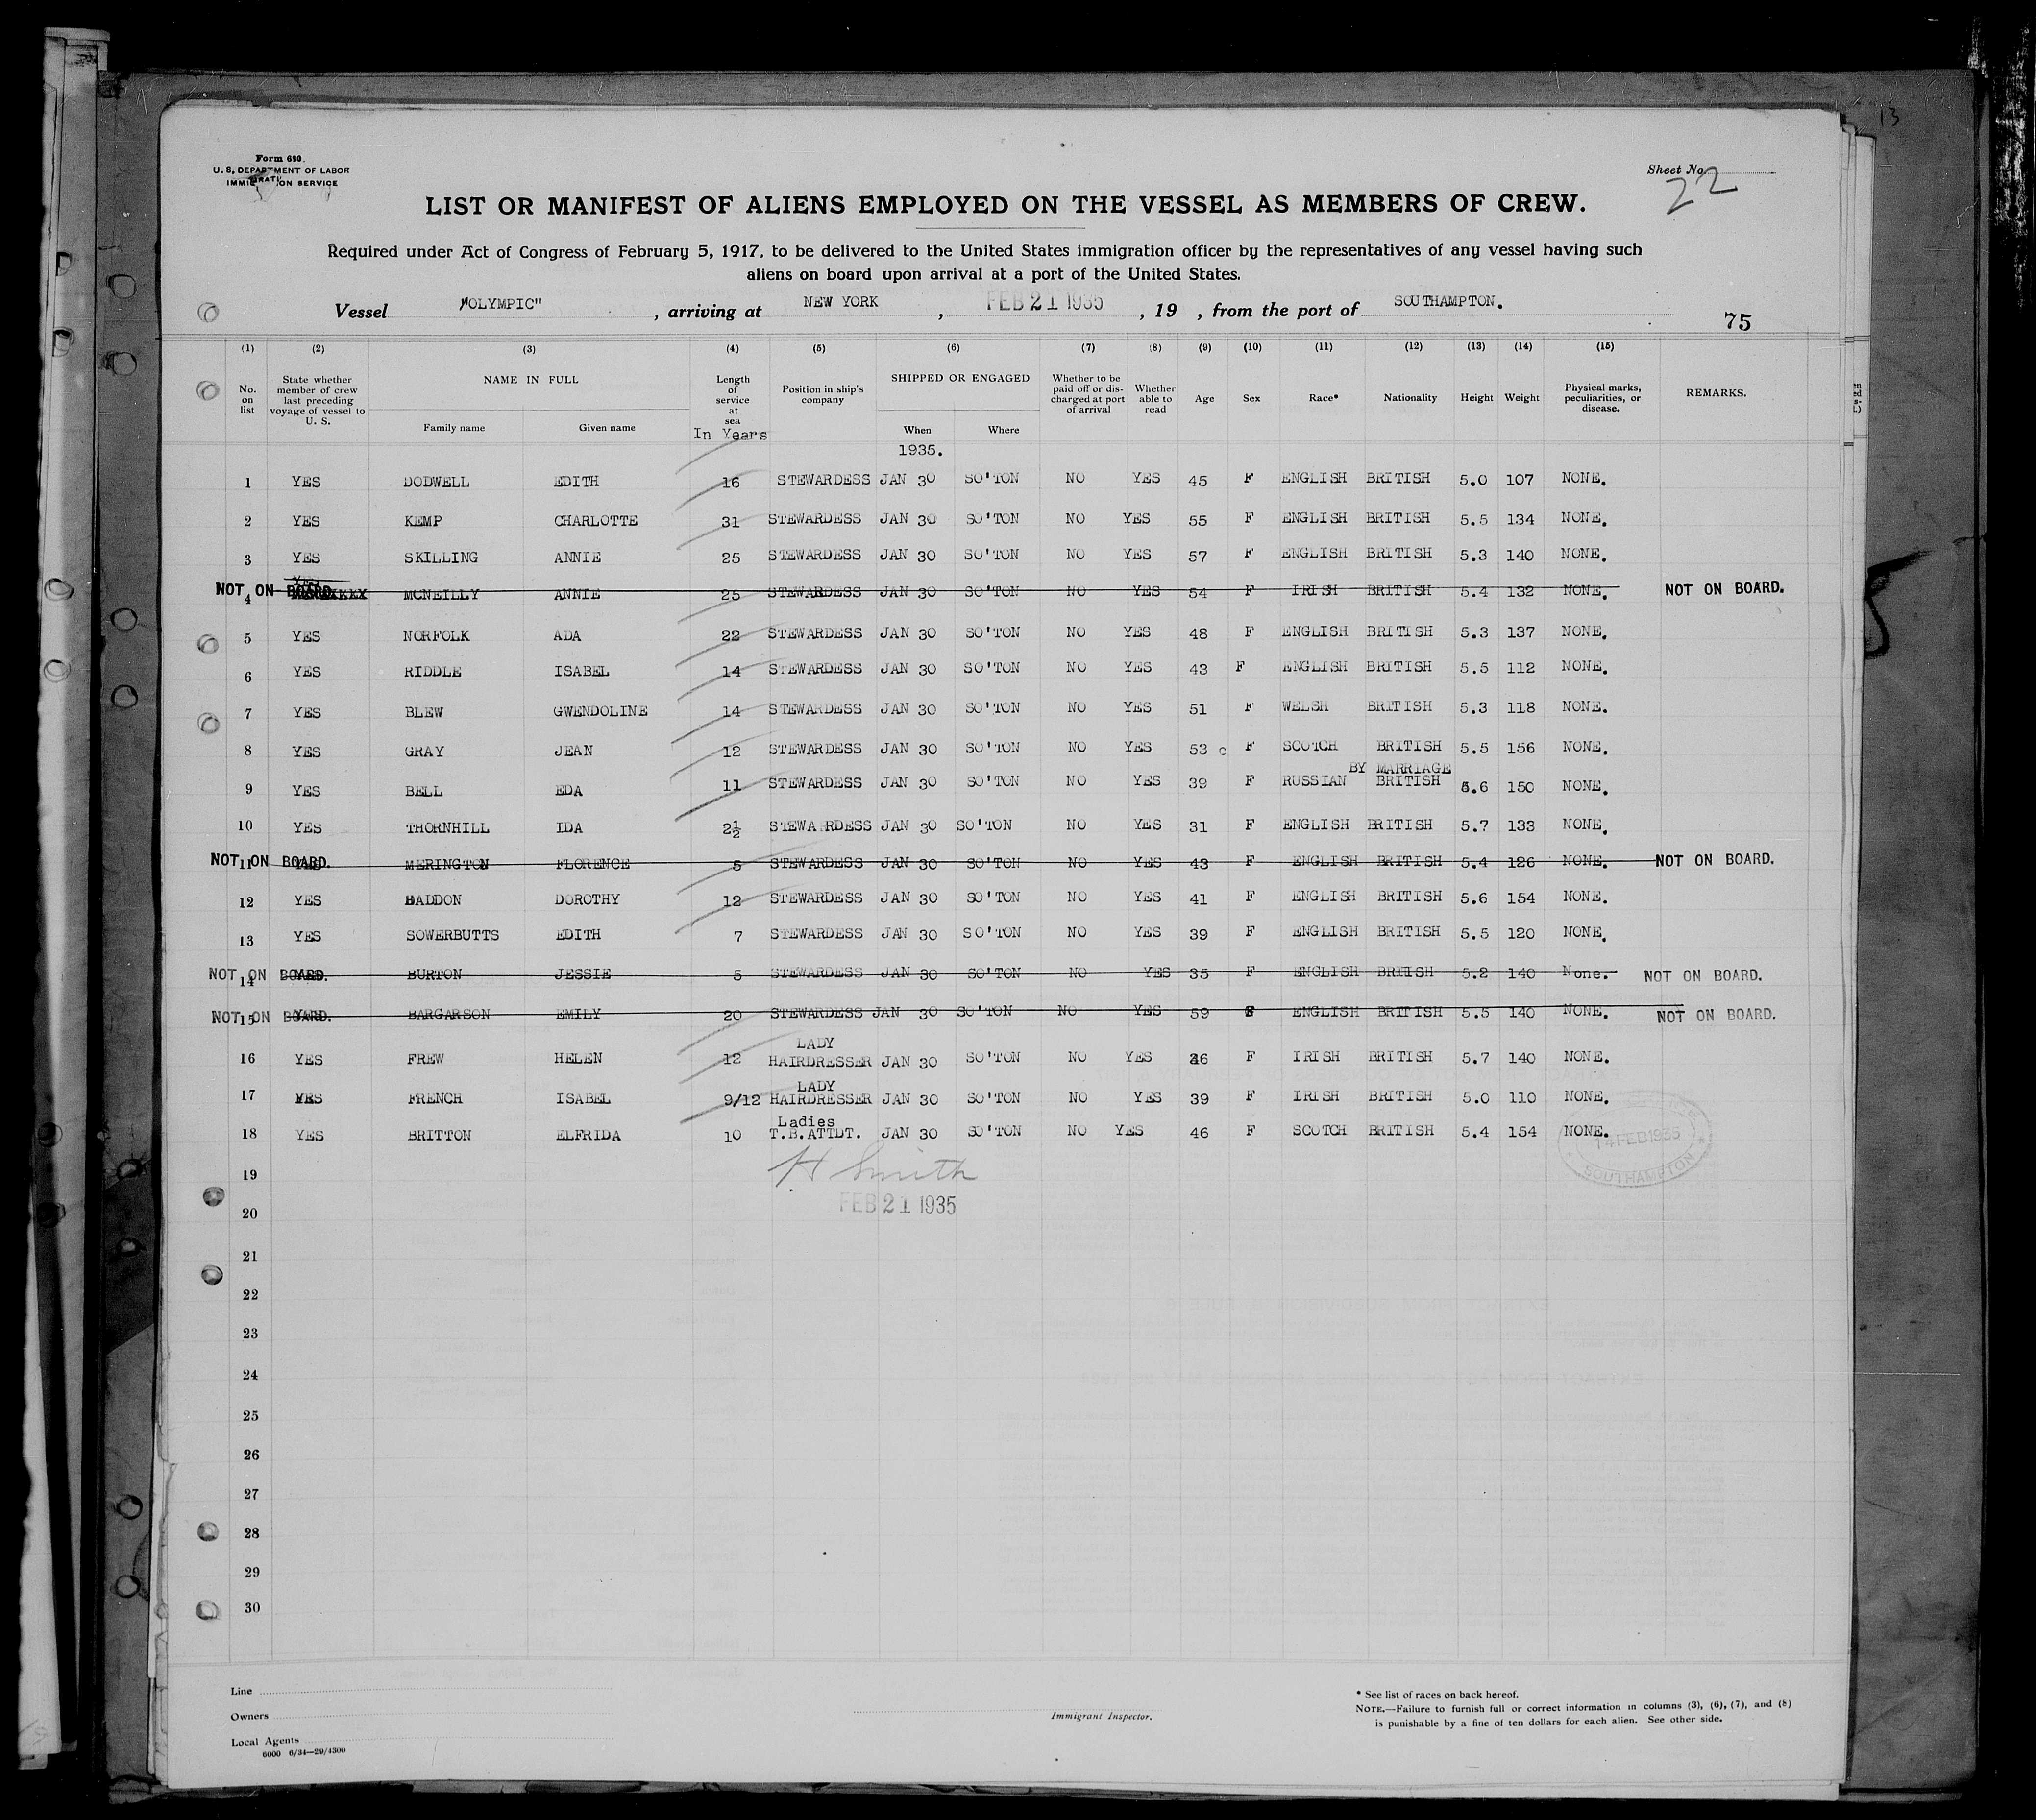 13
Form 680.
U. S. DEPARTMENT OF LABOR
IMMIGRATION SERVICE
Sheet No. 22
LIST OR MANIFEST OF ALIENS EMPLOYED ON THE VESSEL AS MEMBERS OF CREW.
Required under Act of Congress of February 5, 1917, to be delivered to the United States immigration officer by the representatives of any vessel having such
aliens on board upon arrival at a port of the United States.
Vessel "OLYMPIC" , arriving at NEW YORK , FEB 21 1935 , 19 , from the port of SOUTHAMPTON.
75
(1) (2) (3) (4) (5) (6) (7) (8) (9) (10) (11) (12) (13) (14) (15)
No. on list State whether member of crew last preceding voyage of vessel to U. S. NAME IN FULL Family name Given name Length of service at sea In Years Position in ship's company SHIPPED OR ENGAGED When Where Whether to be paid off or discharged at port of arrival Whether able to read Age Sex Race* Nationality Height Weight Physical marks, peculiarities, or disease. REMARKS.
1935.
1 YES DODWELL EDITH 16 STEWARDESS JAN 30 SO'TON NO YES 45 F ENGLISH BRITISH 5.0 107 NONE.
2 YES KEMP CHARLOTTE 31 STEWARDESS JAN 30 SO'TON NO YES 55 F ENGLISH BRITISH 5.5 134 NONE.
3 YES SKILLING ANNIE 25 STEWARDESS JAN 30 SO'TON NO YES 57 F ENGLISH BRITISH 5.3 140 NONE.
NOT ON BOARD. 4 YES MCNEILLY ANNIE 25 STEWARDESS JAN 30 SO'TON NO YES 54 F IRISH BRITISH 5.4 132 NONE. NOT ON BOARD.
5 YES NORFOLK ADA 22 STEWARDESS JAN 30 SO'TON NO YES 48 F ENGLISH BRITISH 5.3 137 NONE.
6 YES RIDDLE ISABEL 14 STEWARDESS JAN 30 SO'TON NO YES 43 F ENGLISH BRITISH 5.5 112 NONE.
7 YES BLEW GWENDOLINE 14 STEWARDESS JAN 30 SO'TON NO YES 51 F WELSH BRITISH 5.3 118 NONE.
8 YES GRAY JEAN 12 STEWARDESS JAN 30 SO'TON NO YES 53 c F SCOTCH BRITISH 5.5 156 NONE.
BY MARRIAGE
9 YES BELL EDA 11 STEWARDESS JAN 30 SO'TON NO YES 39 F RUSSIAN BRITISH 5.6 150 NONE.
10 YES THORNHILL IDA 2½ STEWARDESS JAN 30 SO'TON NO YES 31 F ENGLISH BRITISH 5.7 133 NONE.
NOT ON BOARD. 11 YES MERINGTON FLORENCE 5 STEWARDESS JAN 30 SO'TON NO YES 43 F ENGLISH BRITISH 5.4 126 NONE. NOT ON BOARD.
12 YES HADDON DOROTHY 12 STEWARDESS JAN 30 SO'TON NO YES 41 F ENGLISH BRITISH 5.6 154 NONE.
13 YES SOWERBUTTS EDITH 7 STEWARDESS JAN 30 SO'TON NO YES 39 F ENGLISH BRITISH 5.5 120 NONE.
NOT ON BOARD. 14 YES BURTON JESSIE 5 STEWARDESS JAN 30 SO'TON NO YES 35 F ENGLISH BRITISH 5.2 140 None. NOT ON BOARD.
NOT ON BOARD. 15 YES BARGARSON EMILY 20 STEWARDESS JAN 30 SO'TON NO YES 59 F ENGLISH BRITISH 5.5 140 NONE. NOT ON BOARD.
LADY
16 YES FREW HELEN 12 HAIRDRESSER JAN 30 SO'TON NO YES 36 F IRISH BRITISH 5.7 140 NONE.
LADY
17 YES FRENCH ISABEL 9/12 HAIRDRESSER JAN 30 SO'TON NO YES 39 F IRISH BRITISH 5.0 110 NONE.
Ladies
18 YES BRITTON ELFRIDA 10 T.B.ATTDT. JAN 30 SO'TON NO YES 46 F SCOTCH BRITISH 5.4 154 NONE.
14 FEB 1935
SOUTHAMPTON
19
H Smith
20
FEB 21 1935
21
22
23
24
25
26
27
28
29
30
Line
Owners
Local Agents
6000 6/34—29/4300
Immigrant Inspector.
* See list of races on back hereof.
NOTE.—Failure to furnish full or correct information in columns (3), (6), (7), and (8)
is punishable by a fine of ten dollars for each alien. See other side.